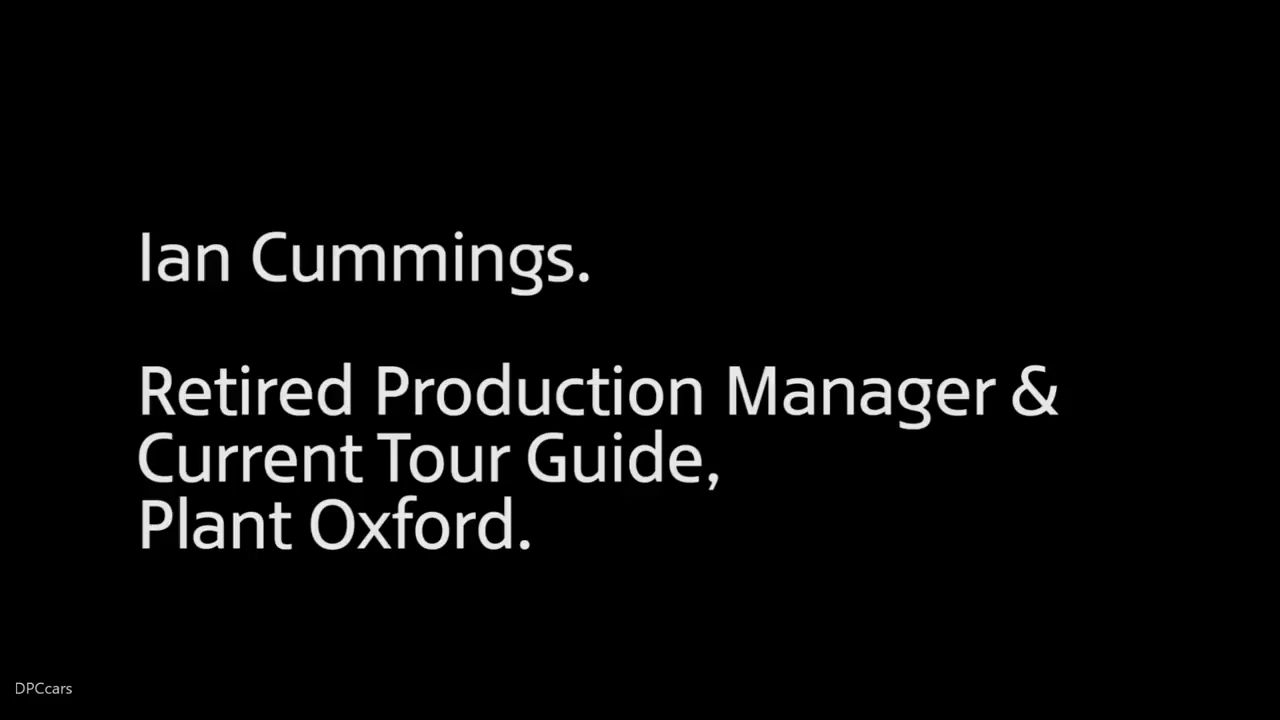 Ian Cummings.
Retired Production Manager &
Current Tour Guide,
Plant Oxford.
DPCcars